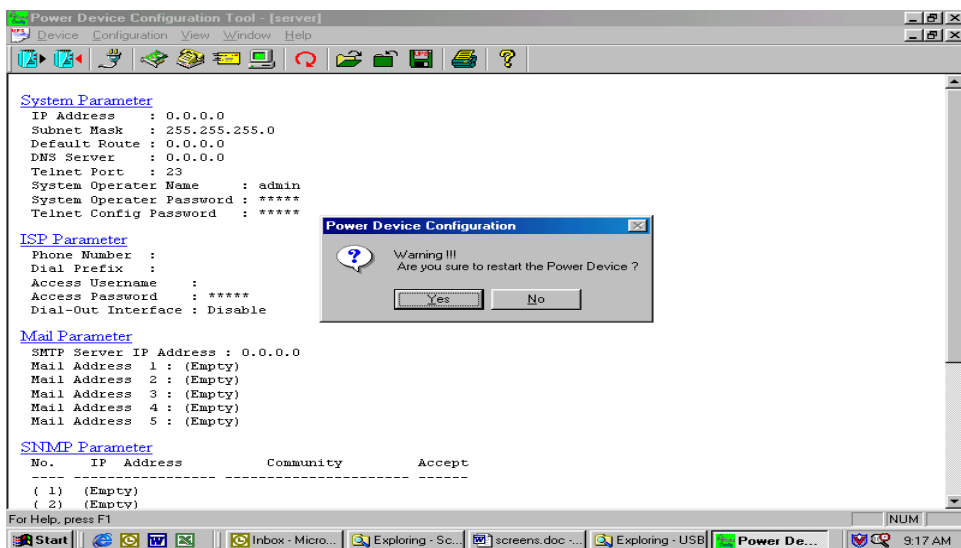 Power Device Configuration Tool - [server]
Device Configuration View Window Help
System Parameter
IP Address : 0.0.0.0
Subnet Mask : 255.255.255.0
Default Route : 0.0.0.0
DNS Server : 0.0.0.0
Telnet Port : 23
System Operater Name : admin
System Operater Password : *****
Telnet Config Password : *****
ISP Parameter
Phone Number :
Dial Prefix :
Access Username :
Access Password : *****
Dial-Out Interface : Disable
Mail Parameter
SMTP Server IP Address : 0.0.0.0
Mail Address 1 : (Empty)
Mail Address 2 : (Empty)
Mail Address 3 : (Empty)
Mail Address 4 : (Empty)
Mail Address 5 : (Empty)
SNMP Parameter
No. IP Address Community Accept
---- ----------------- ------------------------ ------
( 1) (Empty)
( 2) (Empty)
Power Device Configuration
Warning !!!
Are you sure to restart the Power Device ?
Yes No
For Help, press F1 NUM
Start Inbox - Micro... Exploring - Sc... screens.doc -... Exploring - USB Power De... 9:17 AM